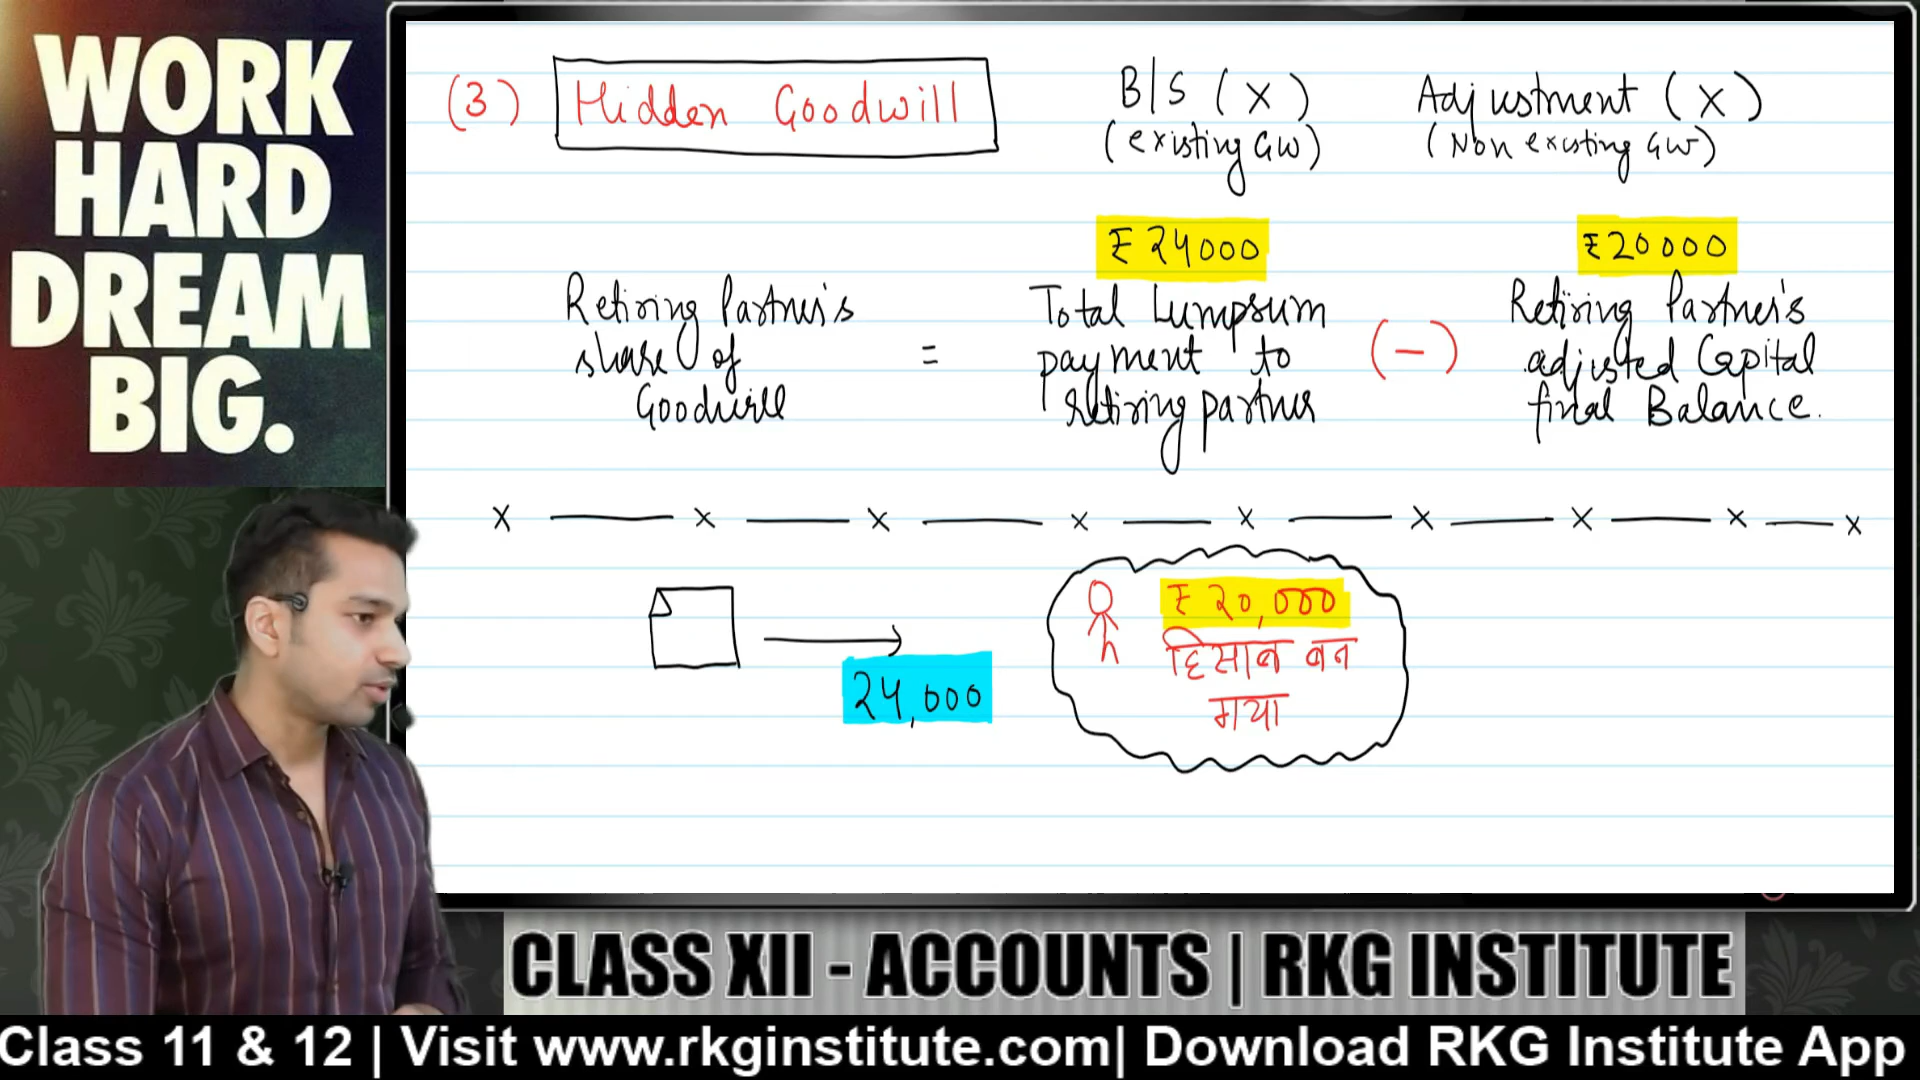 WORK
HARD
DREAM
BIG.
(3) Hidden Goodwill
B/S (X)
(existing GW)
Adjustment (X)
(Non existing GW)
Retiring Partner's
share of
Goodwill
=
₹ 24000
Total Lumpsum
payment to
retiring partner
(-)
₹ 20000
Retiring Partner's
adjusted Capital
final Balance.
x — x — x — x — x — x — x — x — x
24,000
₹ 20,000
हिसाब बन
गया
CLASS XII - ACCOUNTS | RKG INSTITUTE
Class 11 & 12 | Visit www.rkginstitute.com| Download RKG Institute App